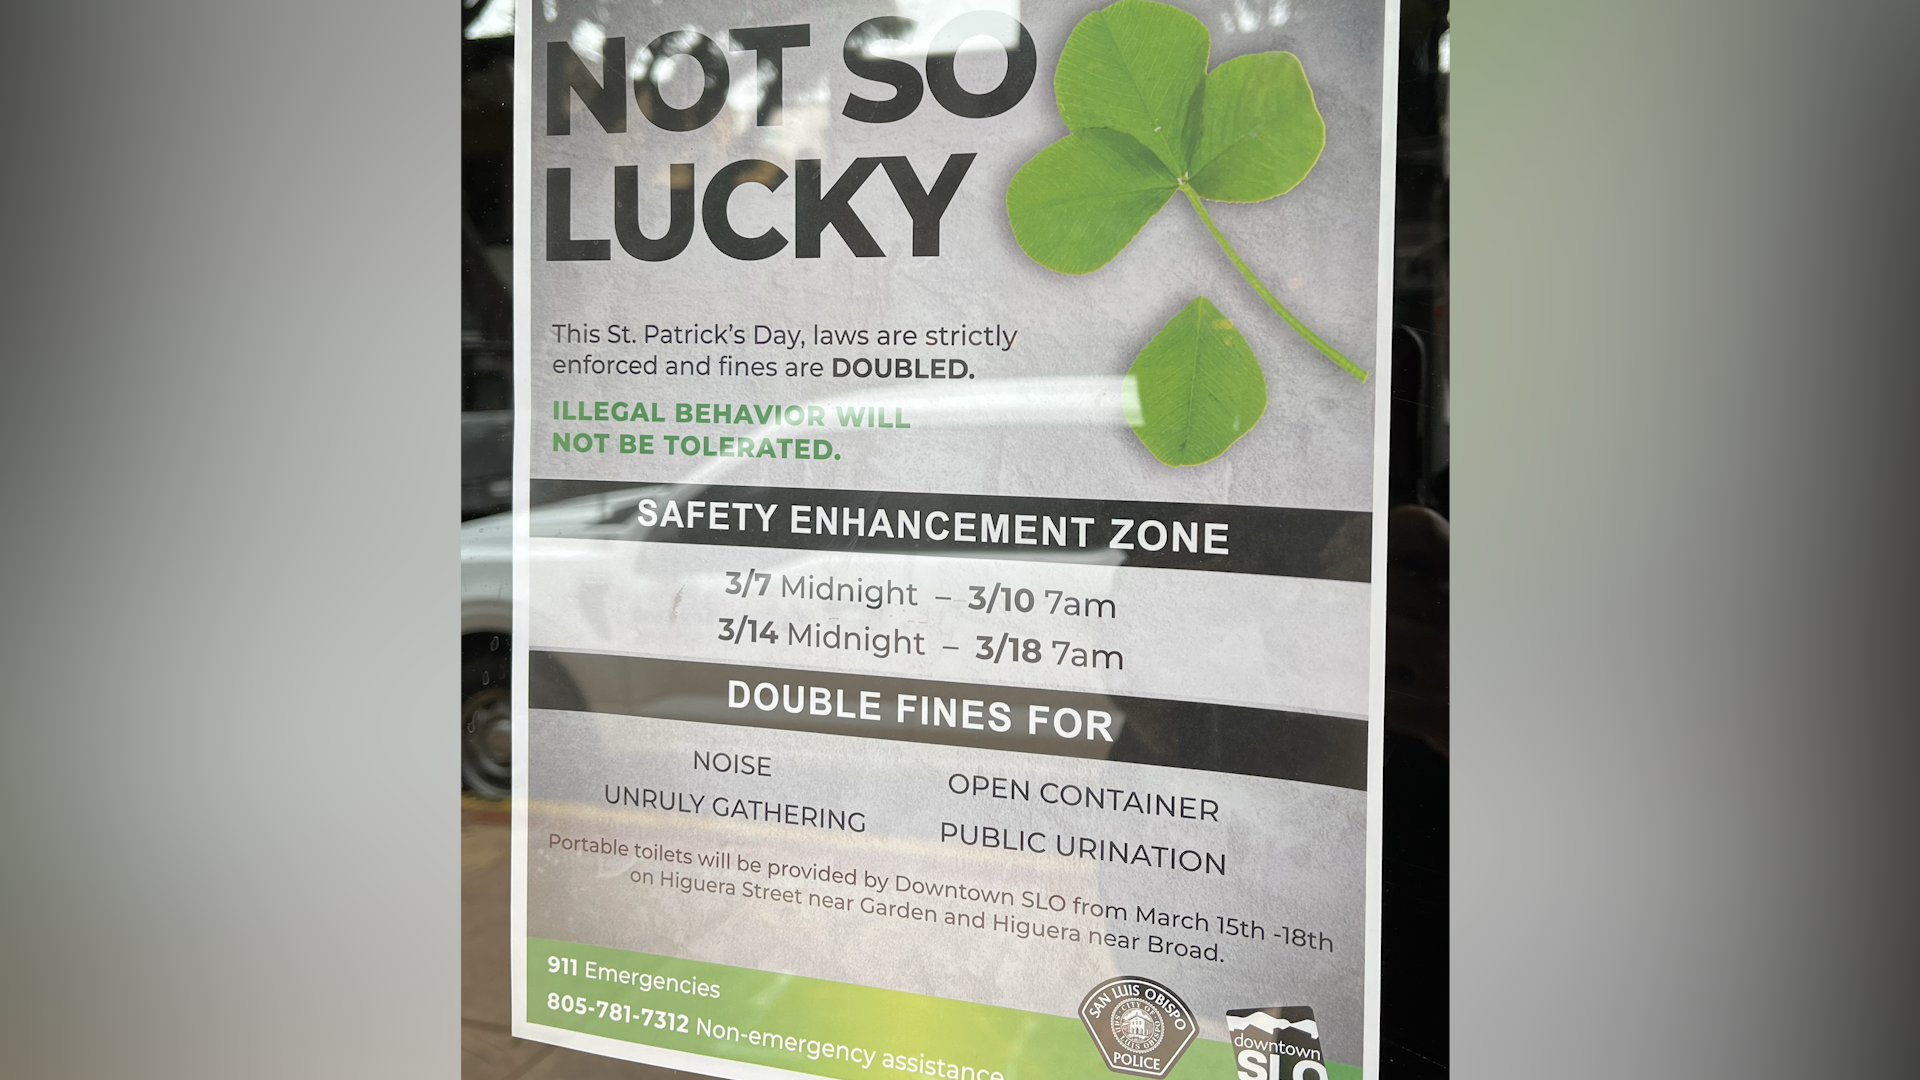 NOT SO
LUCKY
This St. Patrick's Day, laws are strictly
enforced and fines are DOUBLED.
ILLEGAL BEHAVIOR WILL
NOT BE TOLERATED.
SAFETY ENHANCEMENT ZONE
3/7 Midnight – 3/10 7am
3/14 Midnight – 3/18 7am
DOUBLE FINES FOR
NOISE OPEN CONTAINER
UNRULY GATHERING PUBLIC URINATION
Portable toilets will be provided by Downtown SLO from March 15th -18th
on Higuera Street near Garden and Higuera near Broad.
911 Emergencies
805-781-7312 Non-emergency assistance
SAN LUIS OBISPO
POLICE
downtown
SLO